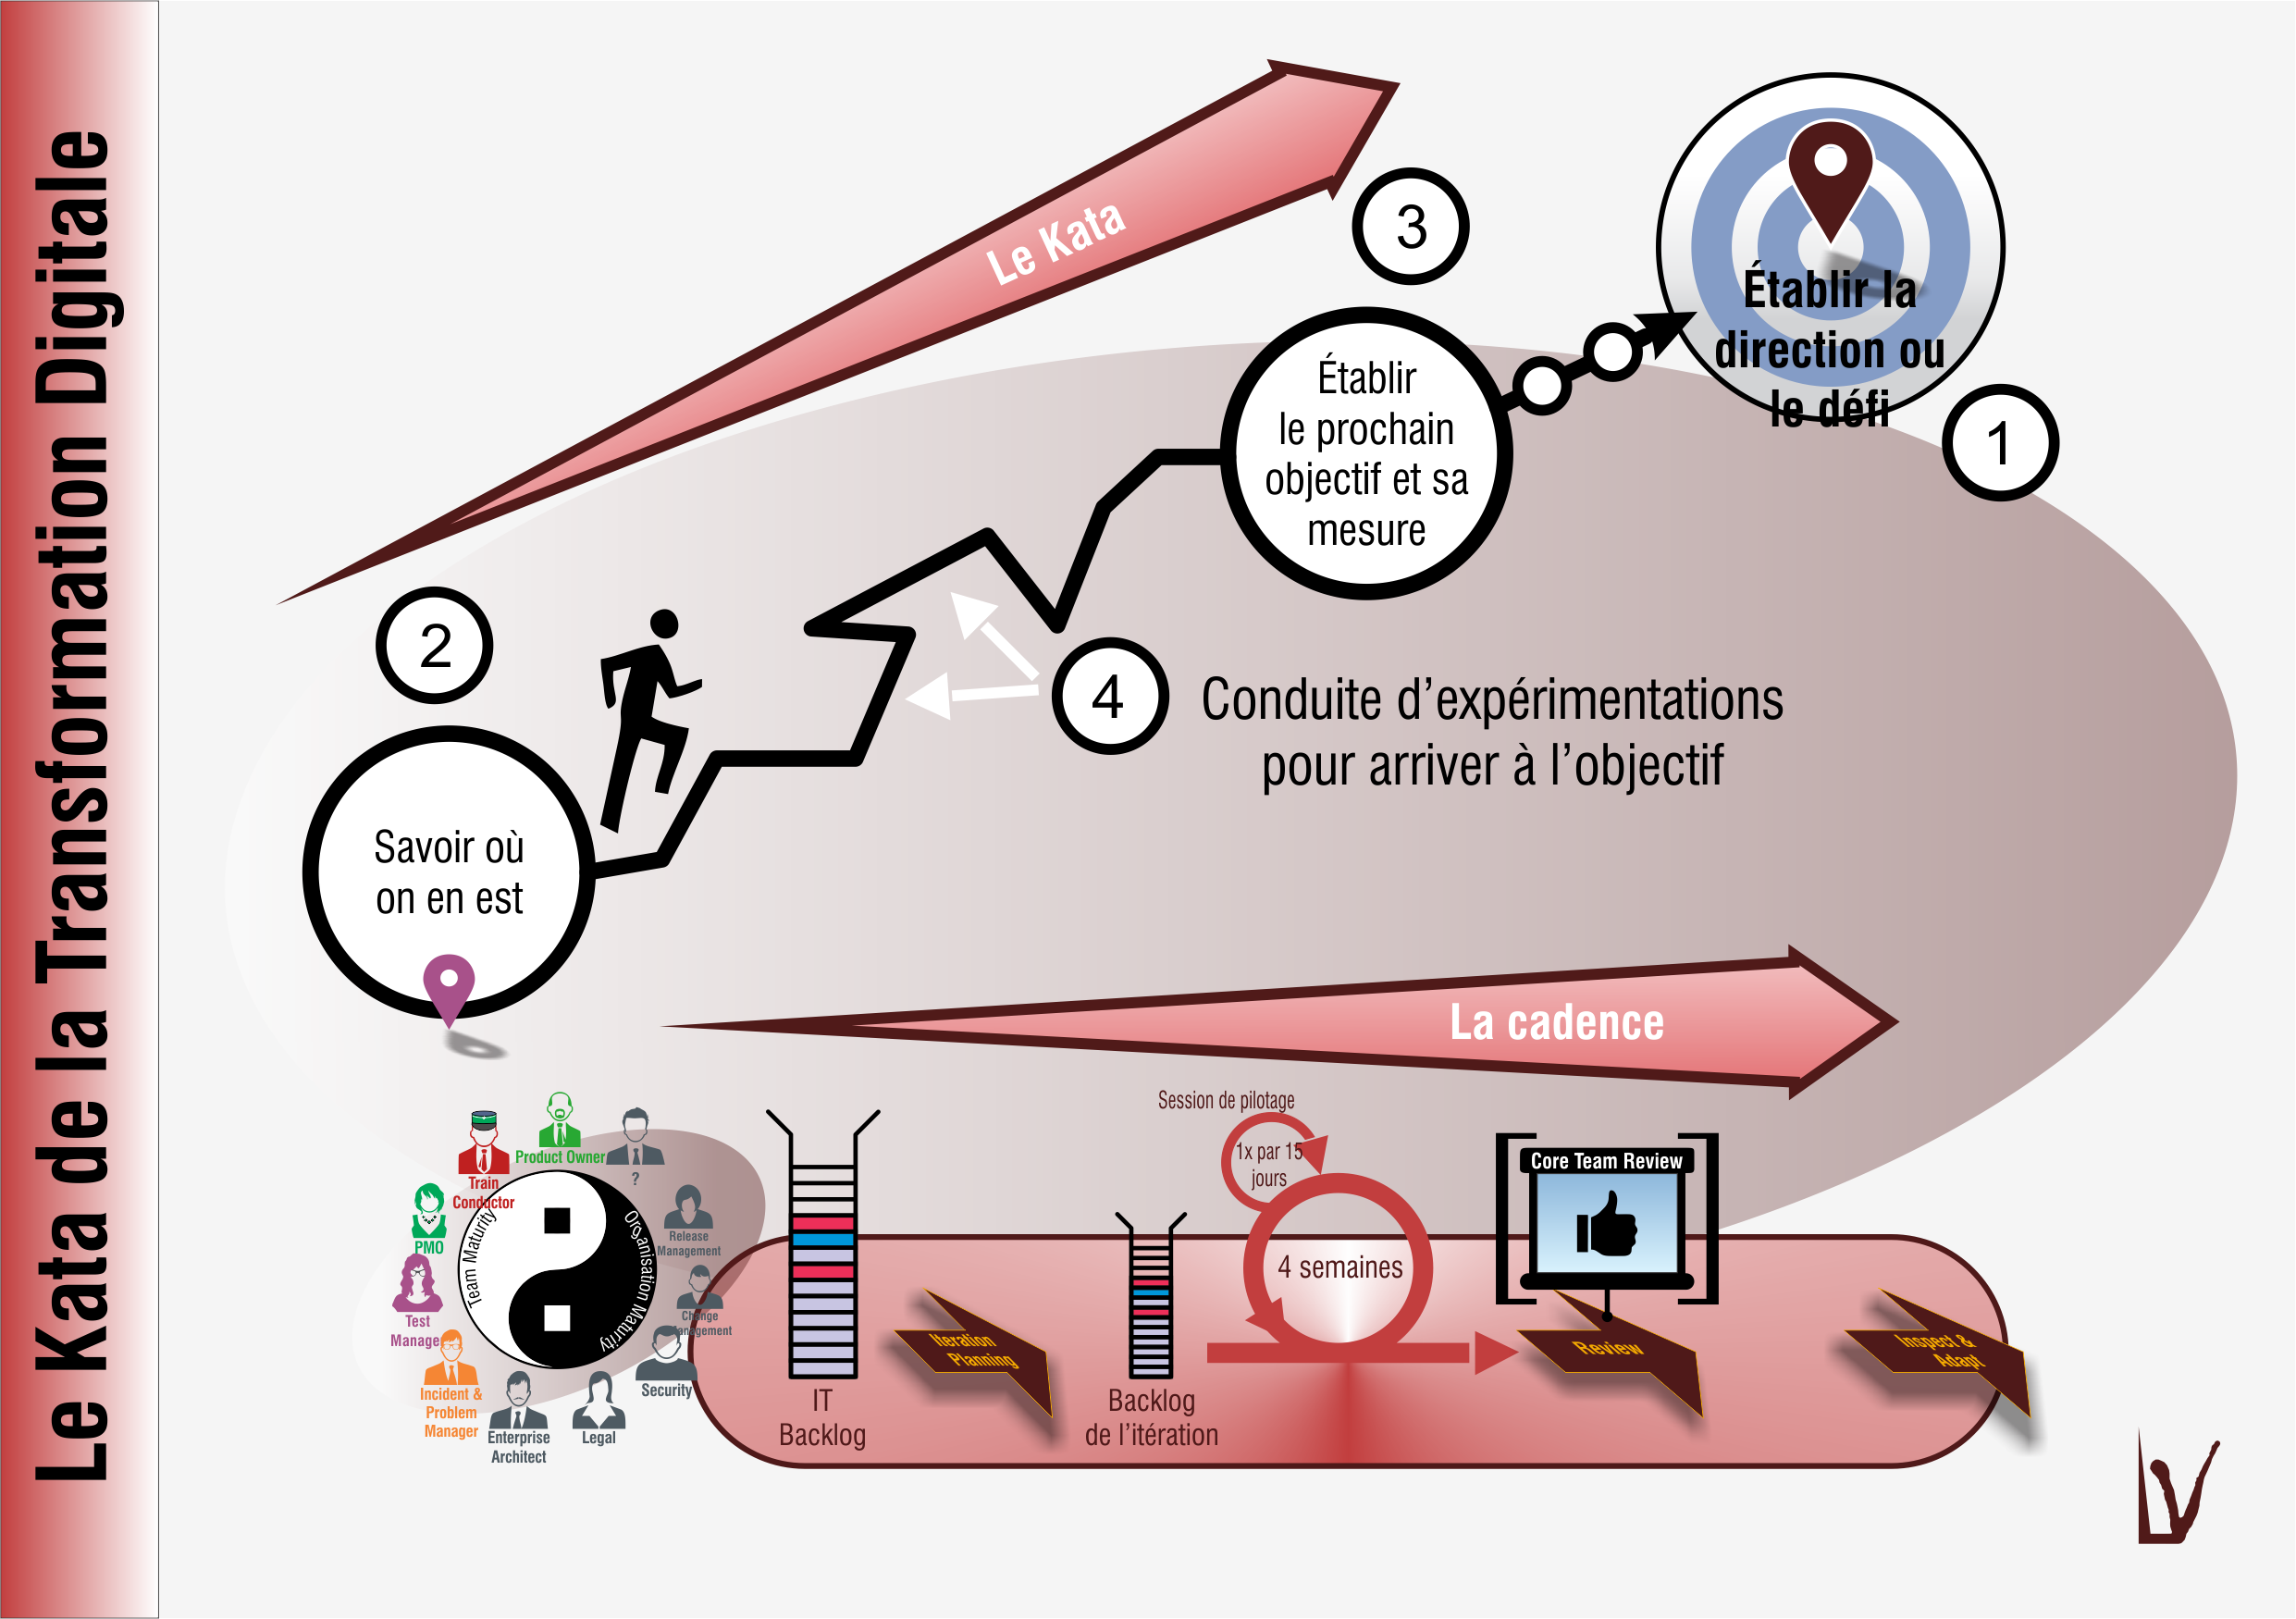 Le Kata de la Transformation Digitale
Le Kata
3
Établir la
direction ou
le défi
1
Établir
le prochain
objectif et sa
mesure
2
4
Conduite d’expérimentations
pour arriver à l’objectif
Savoir où
on en est
La cadence
Session de pilotage
1x par 15
jours
4 semaines
Core Team Review
Product Owner
Train
Conductor
?
PMO
Release
Management
Test
Manager
Change
Management
Team Maturity
Organisation Maturity
Incident &
Problem
Manager
Enterprise
Architect
Legal
Security
IT
Backlog
Iteration
Planning
Backlog
de l’itération
Review
Inspect &
Adapt